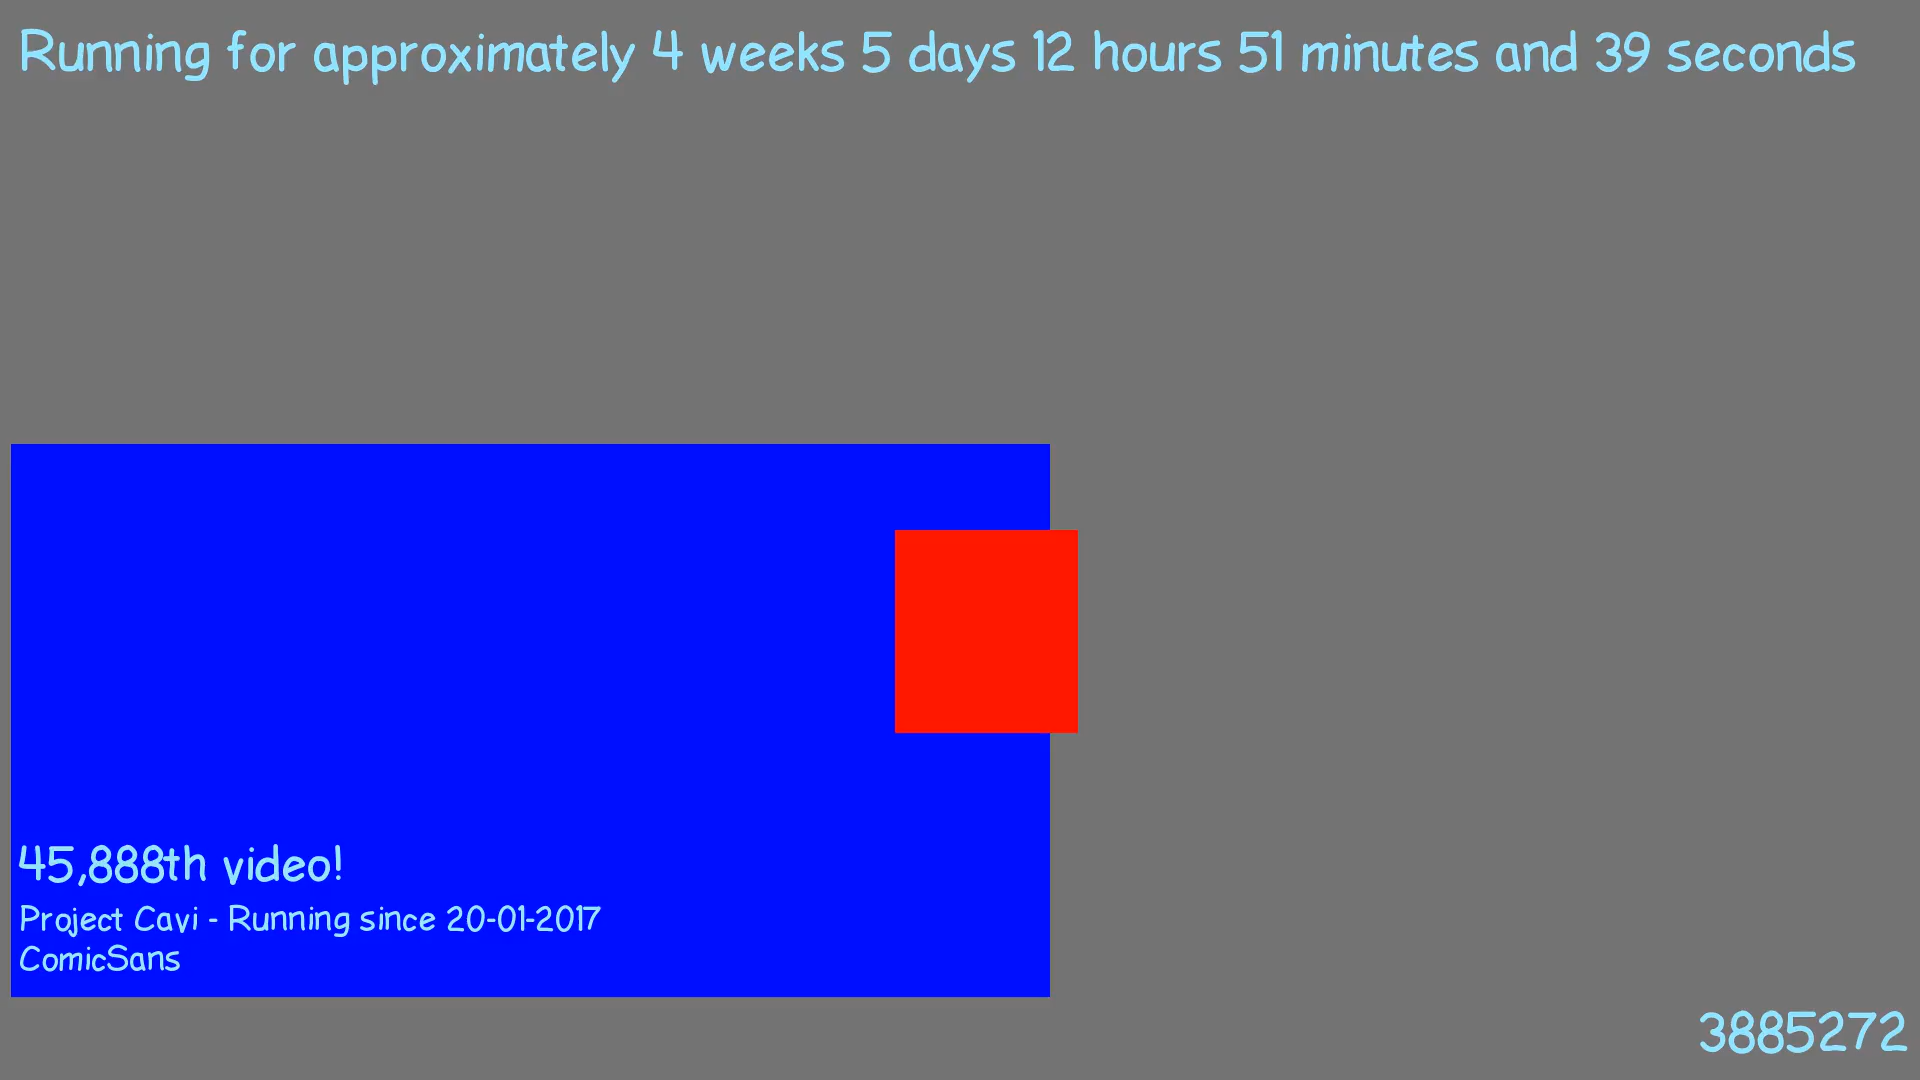 Running for approximately 4 weeks 5 days 12 hours 51 minutes and 39 seconds
45,888th video!
Project Cavi - Running since 20-01-2017
ComicSans
3885272